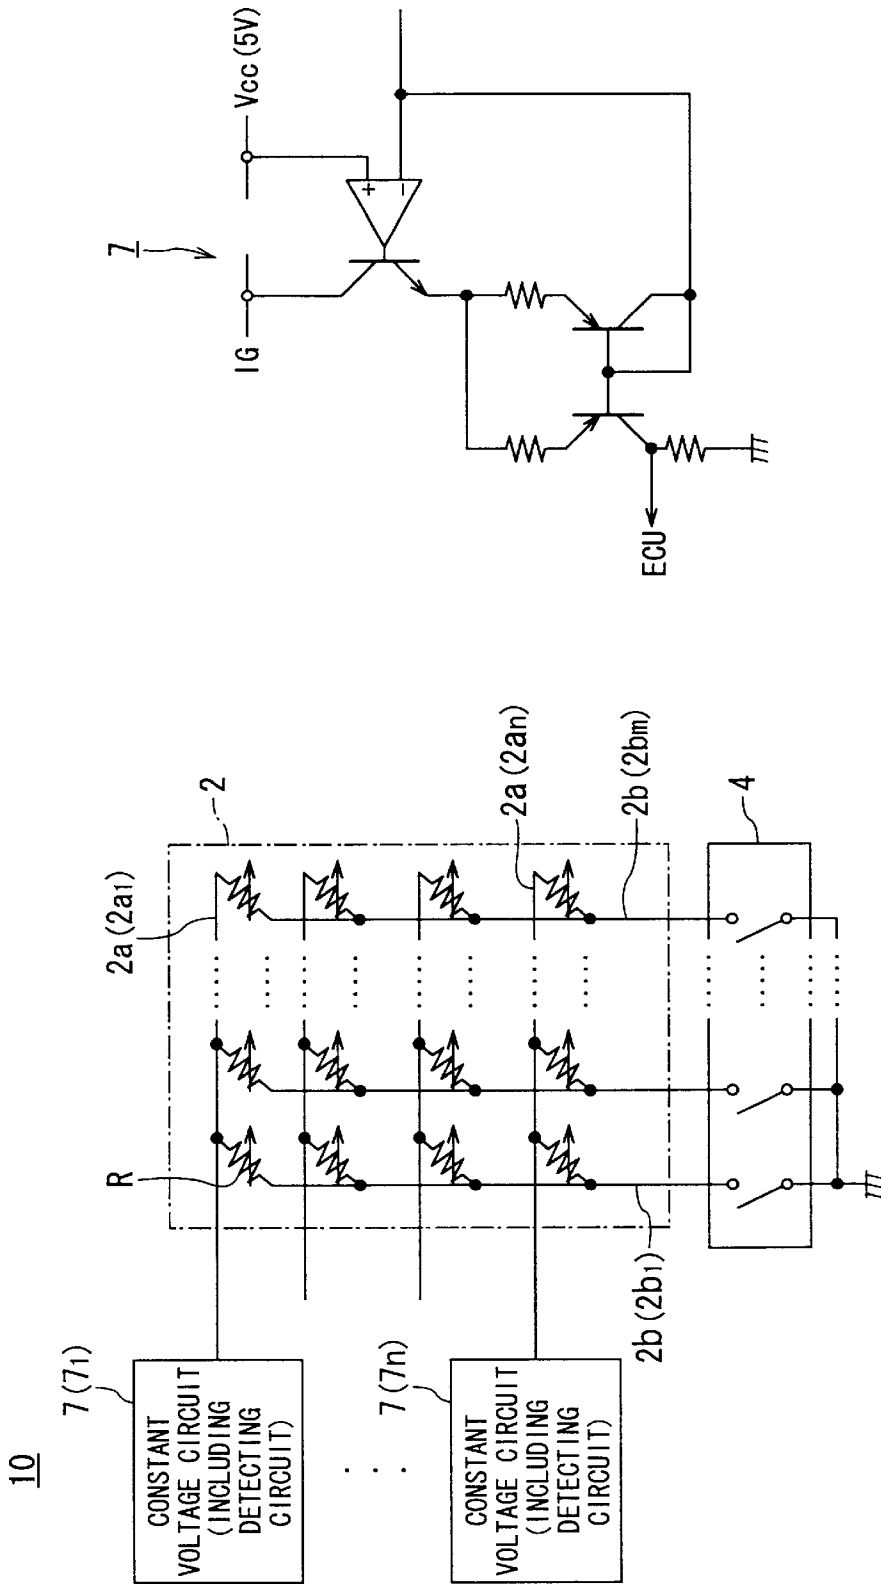 10
7(71)
CONSTANT
VOLTAGE CIRCUIT
(INCLUDING
DETECTING
CIRCUIT)
7(7n)
CONSTANT
VOLTAGE CIRCUIT
(INCLUDING
DETECTING
CIRCUIT)
R
2a(2a1)
2
2a(2an)
2b(2bm)
2b(2b1)
4
7
IG
Vcc(5V)
+
−
ECU